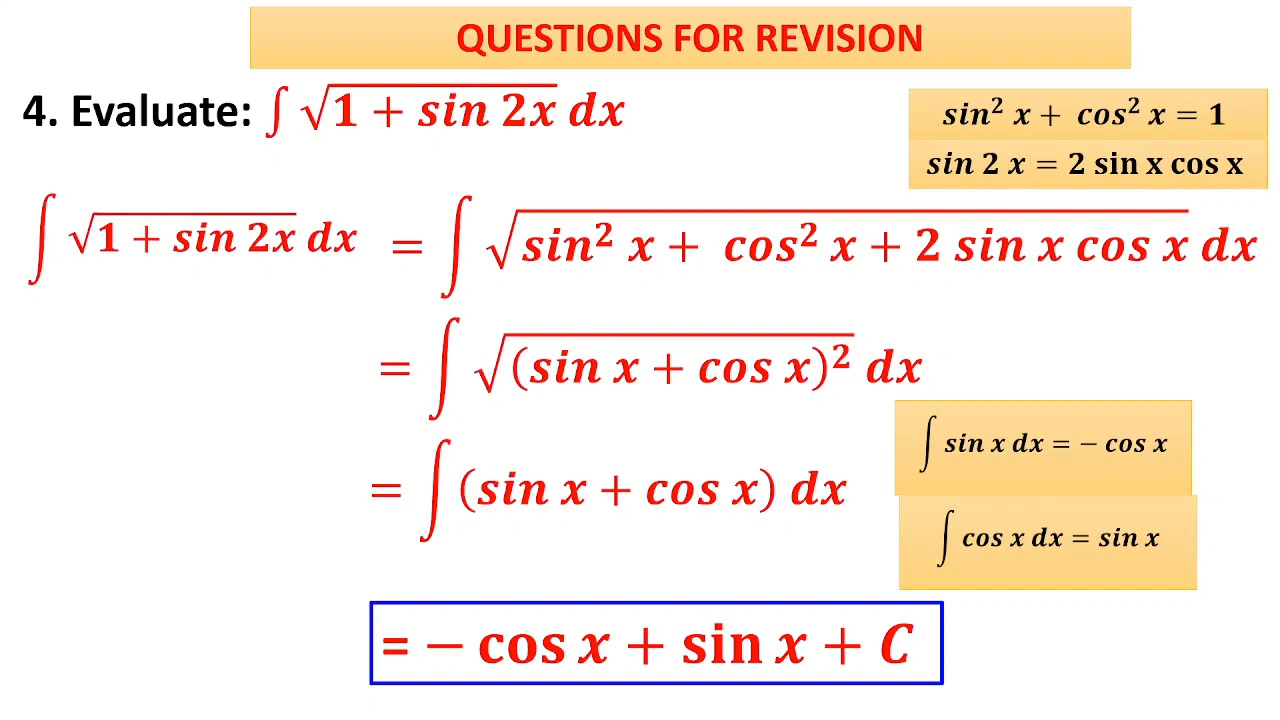 QUESTIONS FOR REVISION
4. Evaluate: ∫ √(1 + sin 2x) dx
sin² x + cos² x = 1
sin 2 x = 2 sin x cos x
∫ √(1 + sin 2x) dx = ∫ √(sin² x + cos² x + 2 sin x cos x) dx
= ∫ √((sin x + cos x)²) dx
= ∫ (sin x + cos x) dx
∫ sin x dx = − cos x
∫ cos x dx = sin x
= − cos x + sin x + C